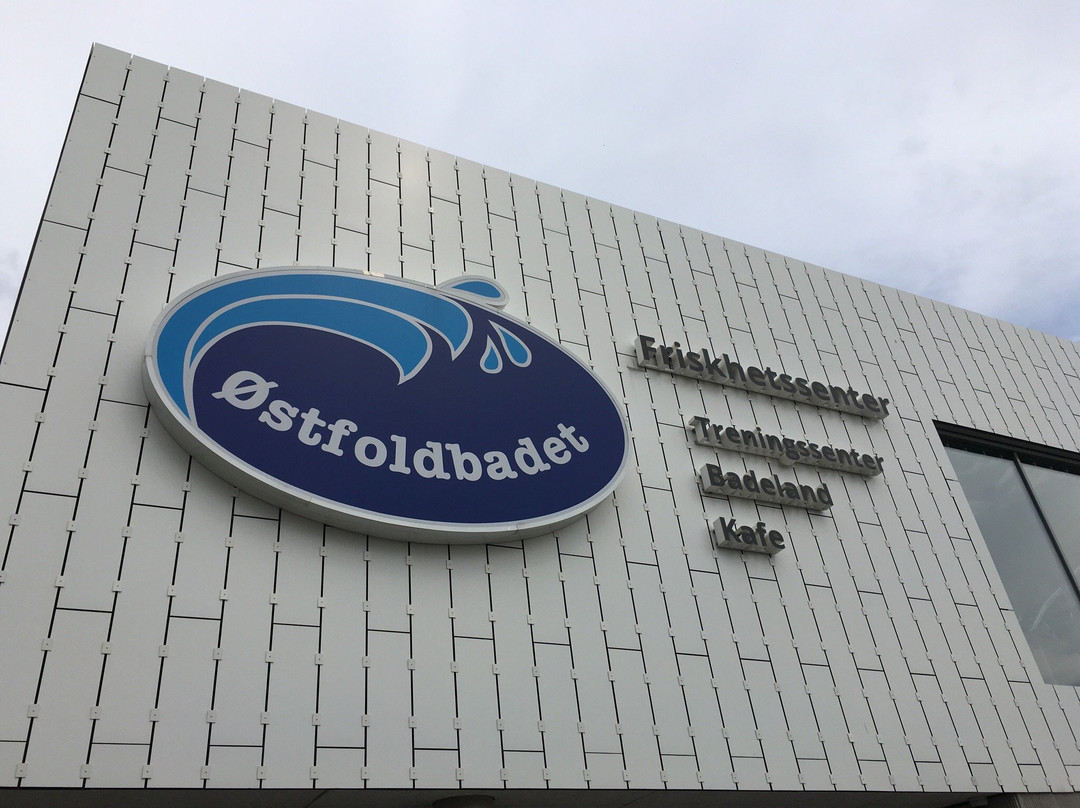 Østfoldbadet
Friskhetssenter
Treningssenter
Badeland
Kafe